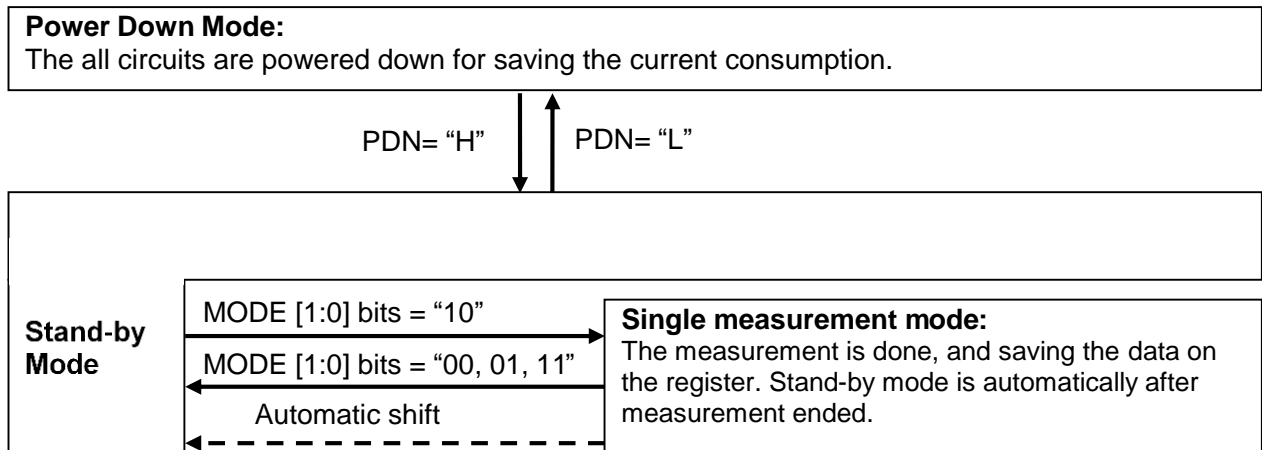 Power Down Mode:
The all circuits are powered down for saving the current consumption.
PDN= “H”
PDN= “L”
Stand-by
Mode
MODE [1:0] bits = “10”
MODE [1:0] bits = “00, 01, 11”
Automatic shift
Single measurement mode:
The measurement is done, and saving the data on
the register. Stand-by mode is automatically after
measurement ended.